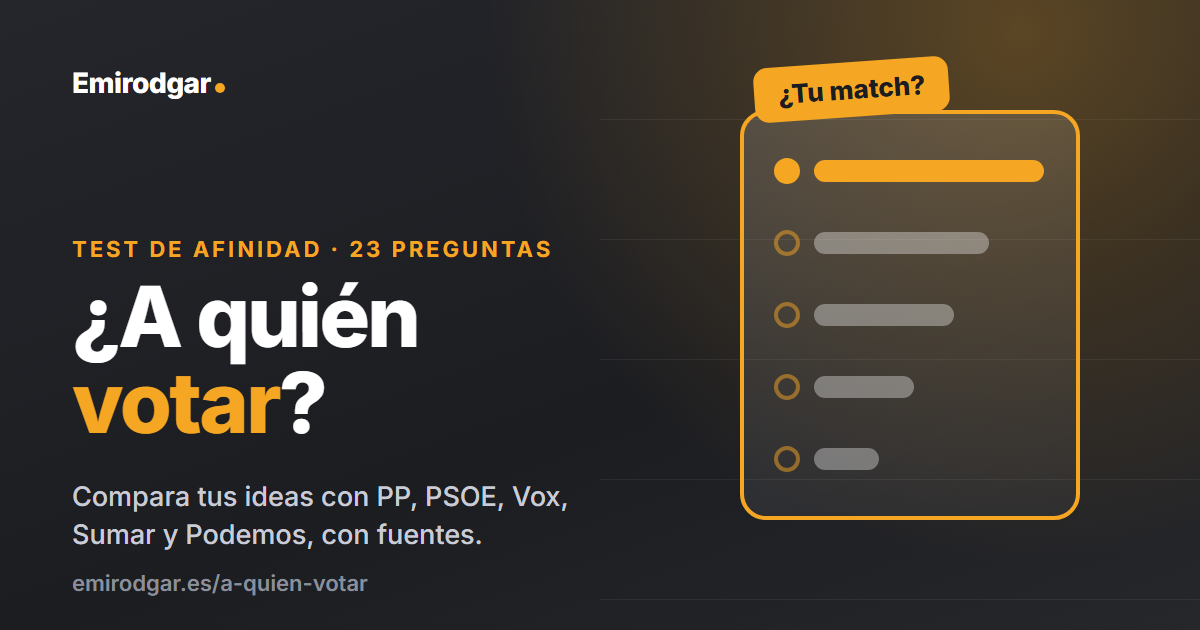 Emirodgar.
¿Tu match?
TEST DE AFINIDAD · 23 PREGUNTAS
¿A quién
votar?
Compara tus ideas con PP, PSOE, Vox,
Sumar y Podemos, con fuentes.
emirodgar.es/a-quien-votar